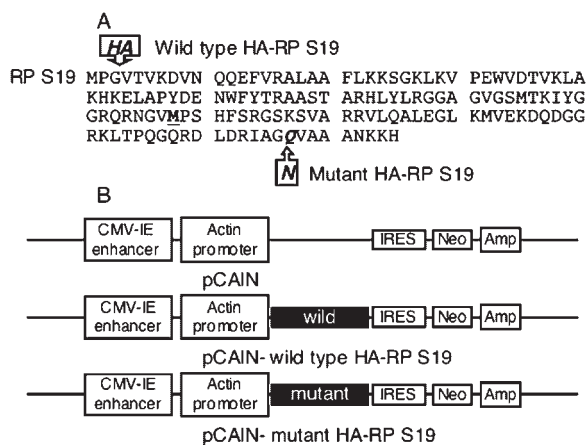 A
HA Wild type HA-RP S19
RP S19 MPGVTVKDVN QQEFVRALAA FLKKSGKLKV PEWVDTVKLA
KHKELAPYDE NWFYTRAAST ARHLYLRGGA GVGSMTKIYG
GRQRNGVMPS HFSRGSKSVA RRVLQALEGL KMVEKDQDGG
RKLTPQGQRD LDRIAGQVAA ANKKH
N Mutant HA-RP S19
B
CMV-IE enhancer Actin promoter IRES Neo Amp
pCAIN
CMV-IE enhancer Actin promoter wild IRES Neo Amp
pCAIN- wild type HA-RP S19
CMV-IE enhancer Actin promoter mutant IRES Neo Amp
pCAIN- mutant HA-RP S19